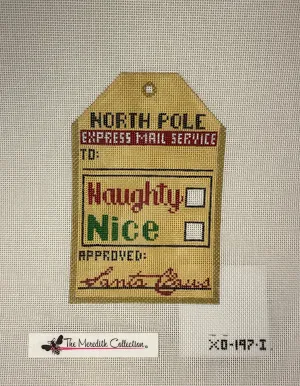 NORTH POLE
EXPRESS MAIL SERVICE
TO:
Naughty
Nice
APPROVED:
Santa Claus
The Meredith Collection
XO-197-I